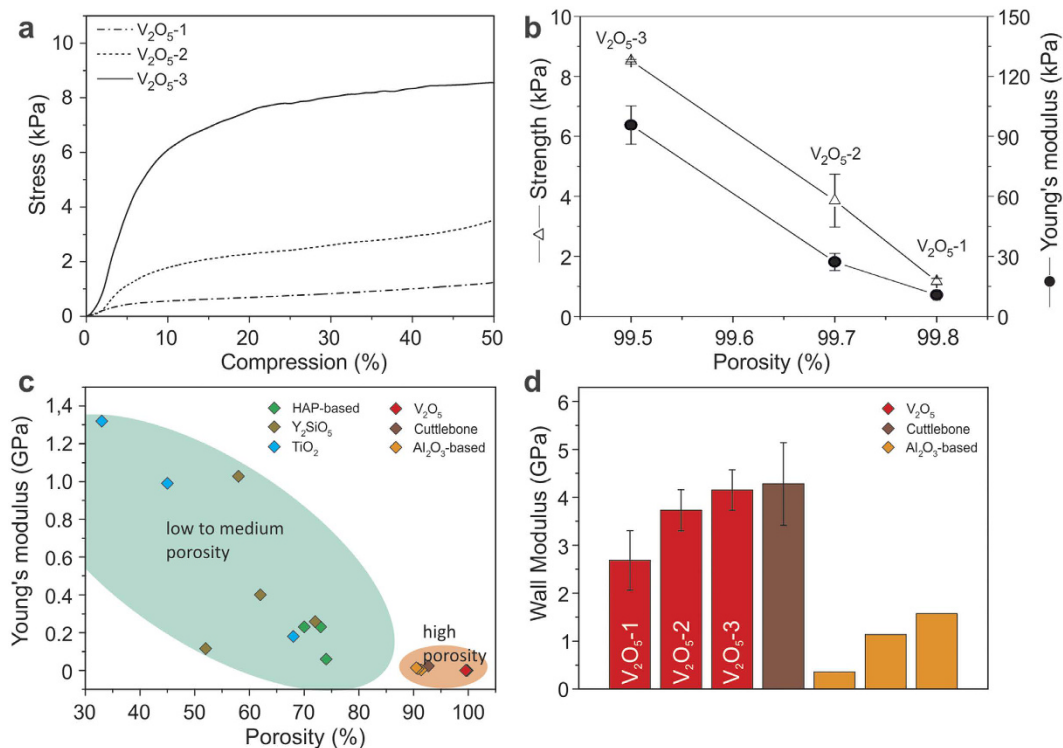 a
10
8
6
4
2
0
Stress (kPa)
V₂O₅-1
V₂O₅-2
V₂O₅-3
0 10 20 30 40 50
Compression (%)
b
10
8
6
4
2
0
Strength (kPa)
V₂O₅-3
V₂O₅-2
V₂O₅-1
150
120
90
60
30
0
Young's modulus (kPa)
99.5 99.6 99.7 99.8
Porosity (%)
c
1,4
1.2
1.0
0.8
0.6
0.4
0.2
0
Young's modulus (GPa)
HAP-based
Y₂SiO₅
TiO₂
V₂O₅
Cuttlebone
Al₂O₃-based
low to medium
porosity
high
porosity
30 40 50 60 70 80 90 100
Porosity (%)
d
6
5
4
3
2
1
0
Wall Modulus (GPa)
V₂O₅
Cuttlebone
Al₂O₃-based
V₂O₅-1
V₂O₅-2
V₂O₅-3